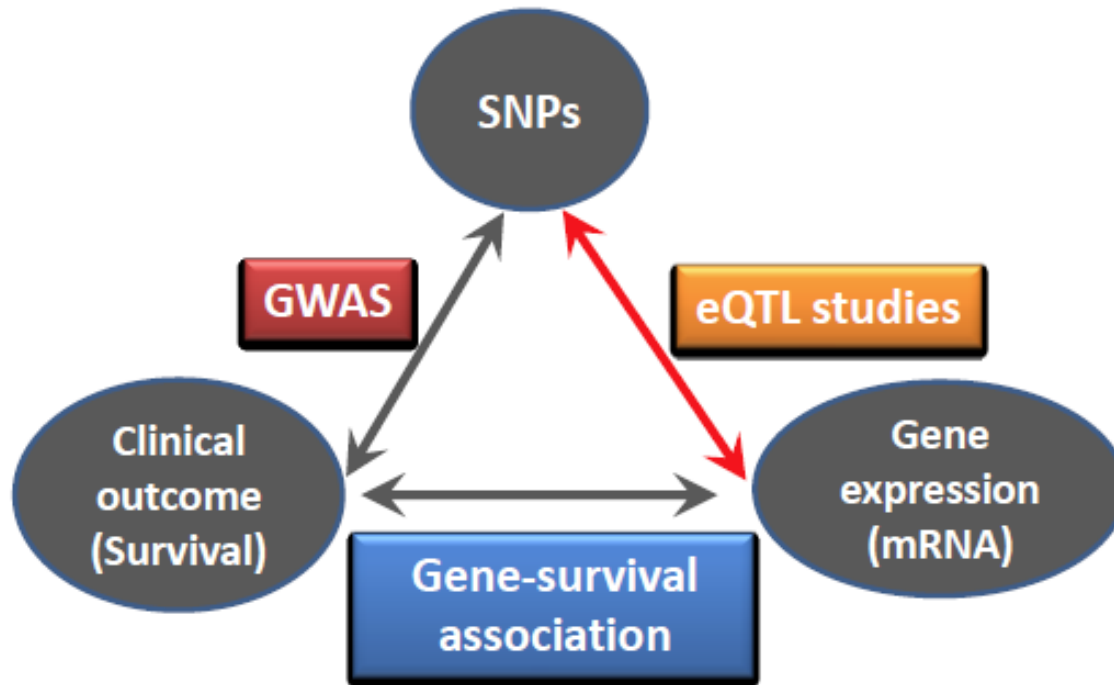 SNPs
GWAS
eQTL studies
Clinical
outcome
(Survival)
Gene
expression
(mRNA)
Gene-survival
association